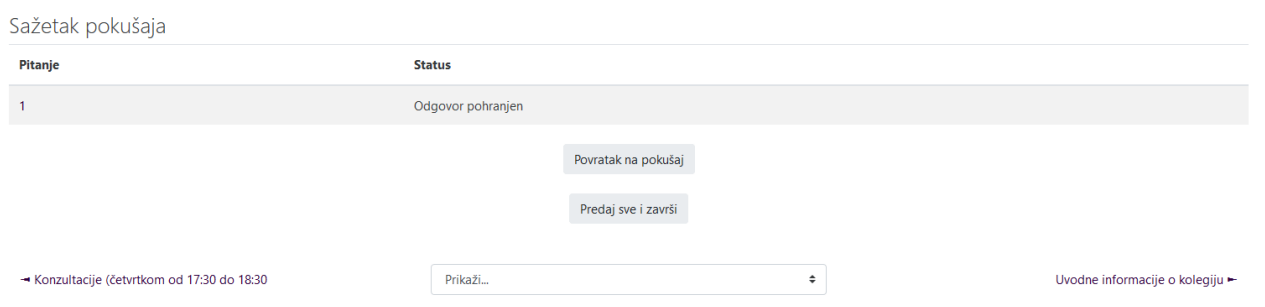 Sažetak pokušaja
Pitanje Status
1 Odgovor pohranjen
Povratak na pokušaj
Predaj sve i završi
◄ Konzultacije (četvrtkom od 17:30 do 18:30 Prikaži... Uvodne informacije o kolegiju ►